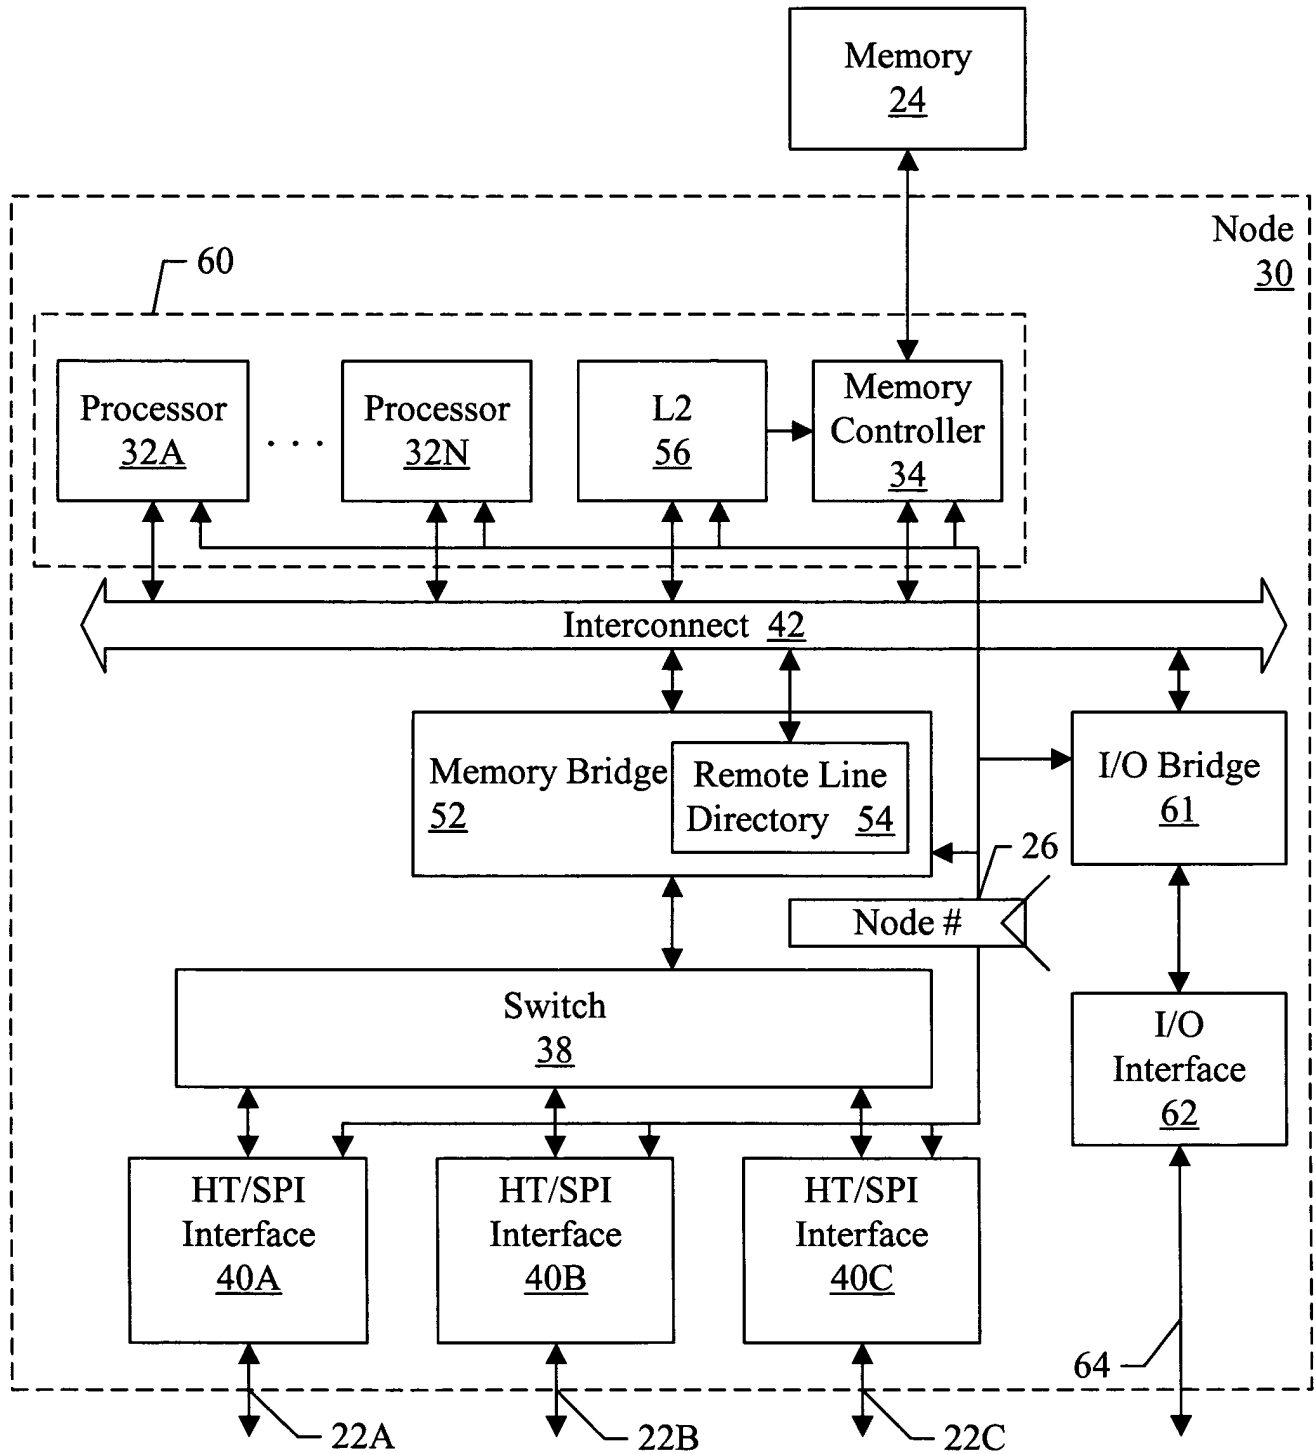 Memory
24
Node
30
60
Processor
32A
. . .
Processor
32N
L2
56
Memory
Controller
34
Interconnect 42
Memory Bridge
52
Remote Line
Directory 54
I/O Bridge
61
26
Node #
Switch
38
I/O
Interface
62
HT/SPI
Interface
40A
HT/SPI
Interface
40B
HT/SPI
Interface
40C
64
22A
22B
22C